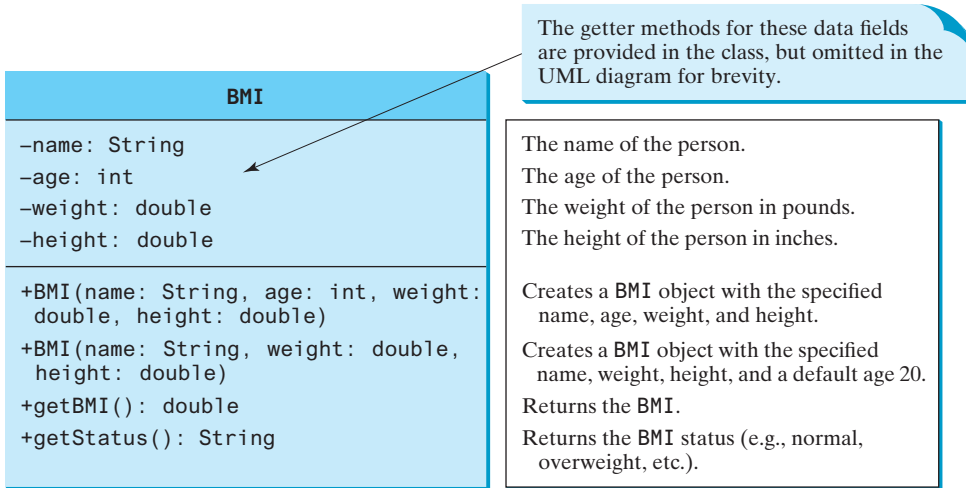 The getter methods for these data fields
are provided in the class, but omitted in the
UML diagram for brevity.
BMI
–name: String
–age: int
–weight: double
–height: double
The name of the person.
The age of the person.
The weight of the person in pounds.
The height of the person in inches.
+BMI(name: String, age: int, weight:
double, height: double)
+BMI(name: String, weight: double,
height: double)
+getBMI(): double
+getStatus(): String
Creates a BMI object with the specified
name, age, weight, and height.
Creates a BMI object with the specified
name, weight, height, and a default age 20.
Returns the BMI.
Returns the BMI status (e.g., normal,
overweight, etc.).